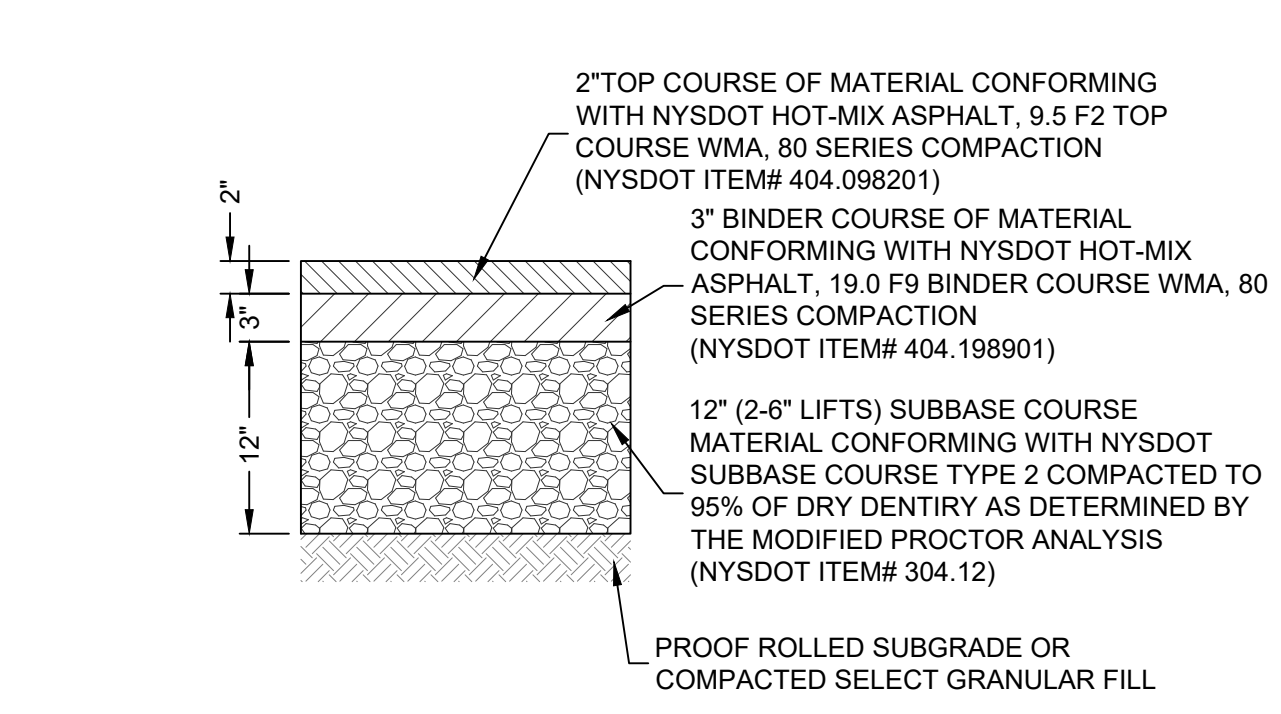 2"TOP COURSE OF MATERIAL CONFORMING
WITH NYSDOT HOT-MIX ASPHALT, 9.5 F2 TOP
COURSE WMA, 80 SERIES COMPACTION
(NYSDOT ITEM# 404.098201)
2"
3" BINDER COURSE OF MATERIAL
CONFORMING WITH NYSDOT HOT-MIX
ASPHALT, 19.0 F9 BINDER COURSE WMA, 80
SERIES COMPACTION
(NYSDOT ITEM# 404.198901)
3"
12" (2-6" LIFTS) SUBBASE COURSE
MATERIAL CONFORMING WITH NYSDOT
SUBBASE COURSE TYPE 2 COMPACTED TO
95% OF DRY DENTIRY AS DETERMINED BY
THE MODIFIED PROCTOR ANALYSIS
(NYSDOT ITEM# 304.12)
12"
PROOF ROLLED SUBGRADE OR
COMPACTED SELECT GRANULAR FILL